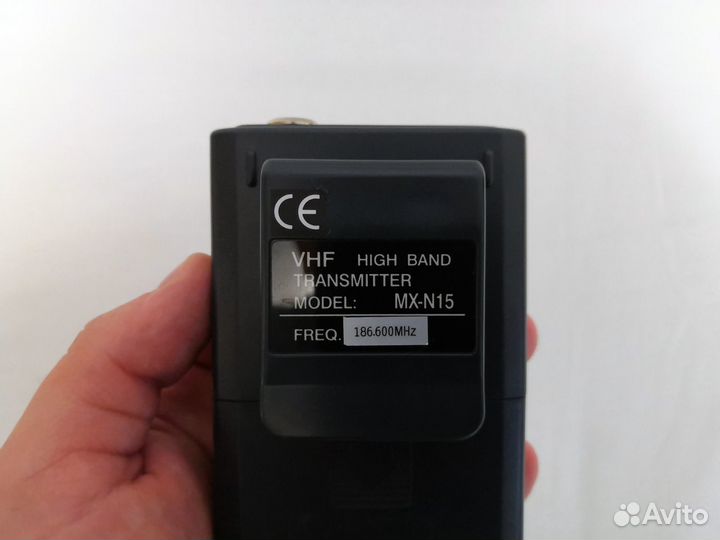 CE
VHF HIGH BAND
TRANSMITTER
MODEL: MX-N15
FREQ. 186.600MHz
Avito